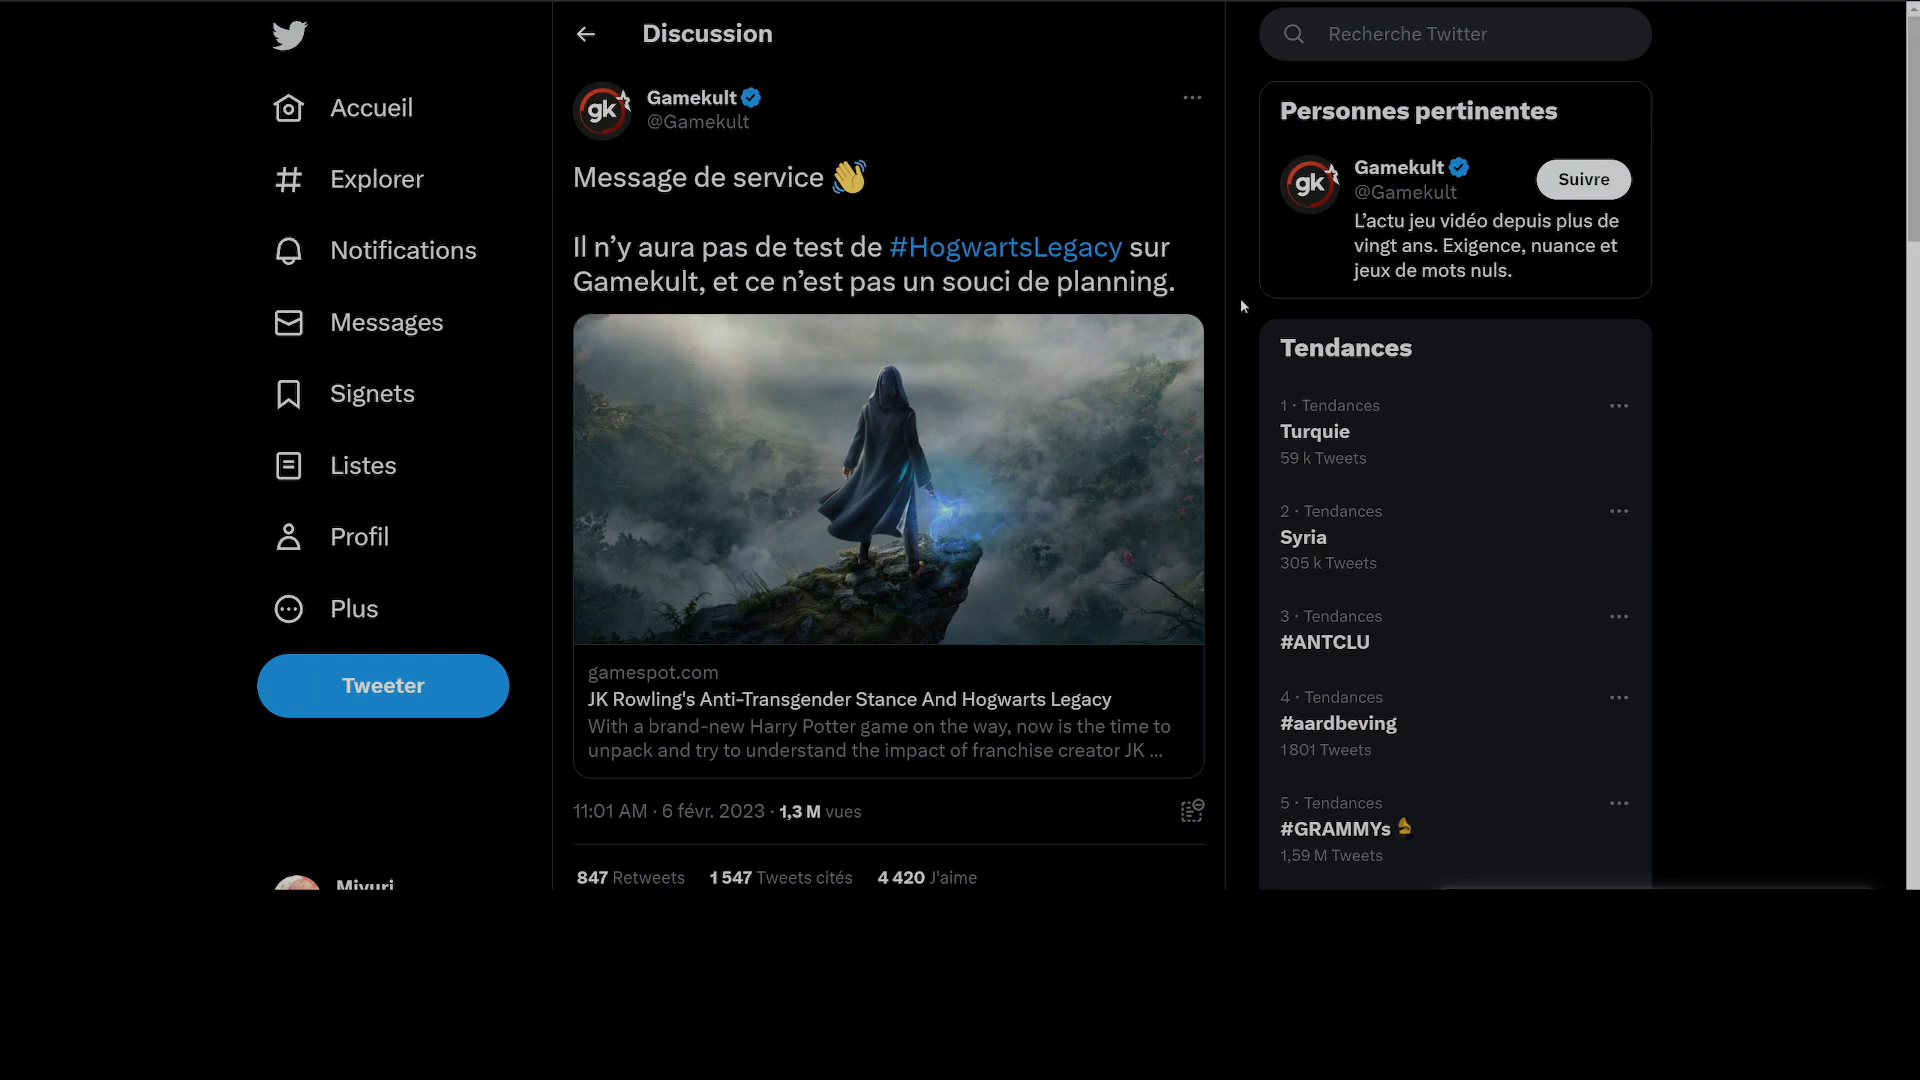 Accueil
Explorer
Notifications
Messages
Signets
Listes
Profil
Plus
Tweeter
Miyuri
Discussion
gk
Gamekult
@Gamekult
Message de service 👋
Il n’y aura pas de test de #HogwartsLegacy sur
Gamekult, et ce n’est pas un souci de planning.
gamespot.com
JK Rowling's Anti-Transgender Stance And Hogwarts Legacy
With a brand-new Harry Potter game on the way, now is the time to
unpack and try to understand the impact of franchise creator JK ...
11:01 AM · 6 févr. 2023 · 1,3 M vues
847 Retweets 1 547 Tweets cités 4 420 J'aime
Recherche Twitter
Personnes pertinentes
gk
Gamekult
@Gamekult
Suivre
L’actu jeu vidéo depuis plus de
vingt ans. Exigence, nuance et
jeux de mots nuls.
Tendances
1 · Tendances
Turquie
59 k Tweets
2 · Tendances
Syria
305 k Tweets
3 · Tendances
#ANTCLU
4 · Tendances
#aardbeving
1 801 Tweets
5 · Tendances
#GRAMMYs
1,59 M Tweets